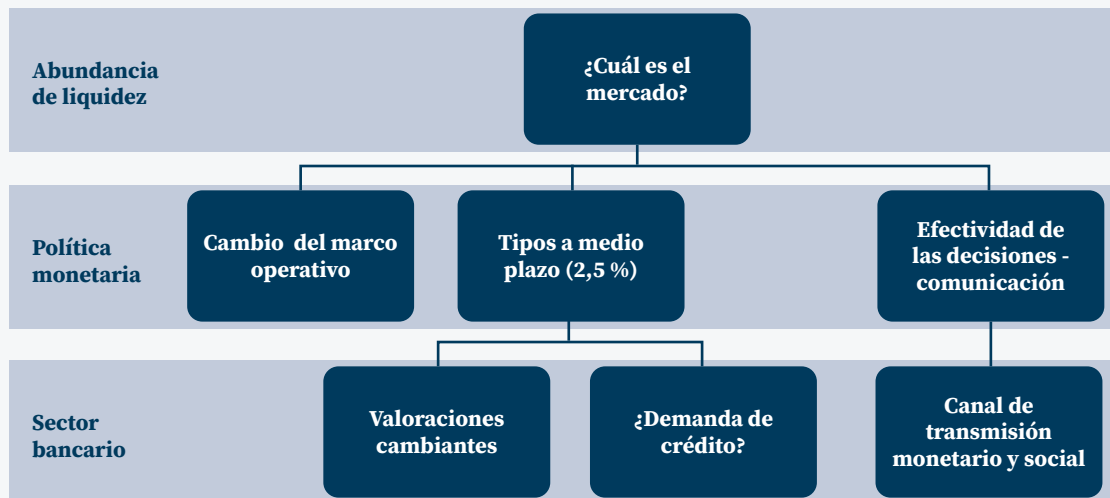 Abundancia
de liquidez
¿Cuál es el
mercado?
Política
monetaria
Cambio del marco
operativo
Tipos a medio
plazo (2,5 %)
Efectividad de
las decisiones -
comunicación
Sector
bancario
Valoraciones
cambiantes
¿Demanda de
crédito?
Canal de
transmisión
monetario y social